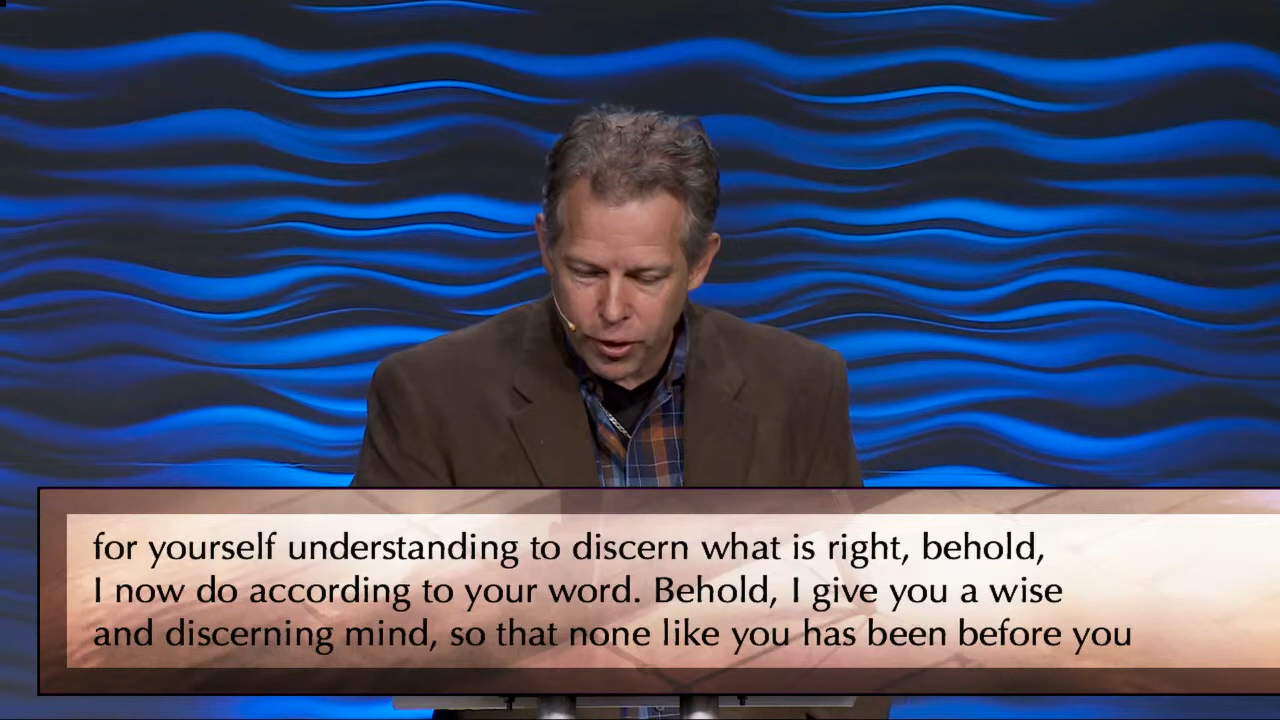 for yourself understanding to discern what is right, behold,
I now do according to your word. Behold, I give you a wise
and discerning mind, so that none like you has been before you